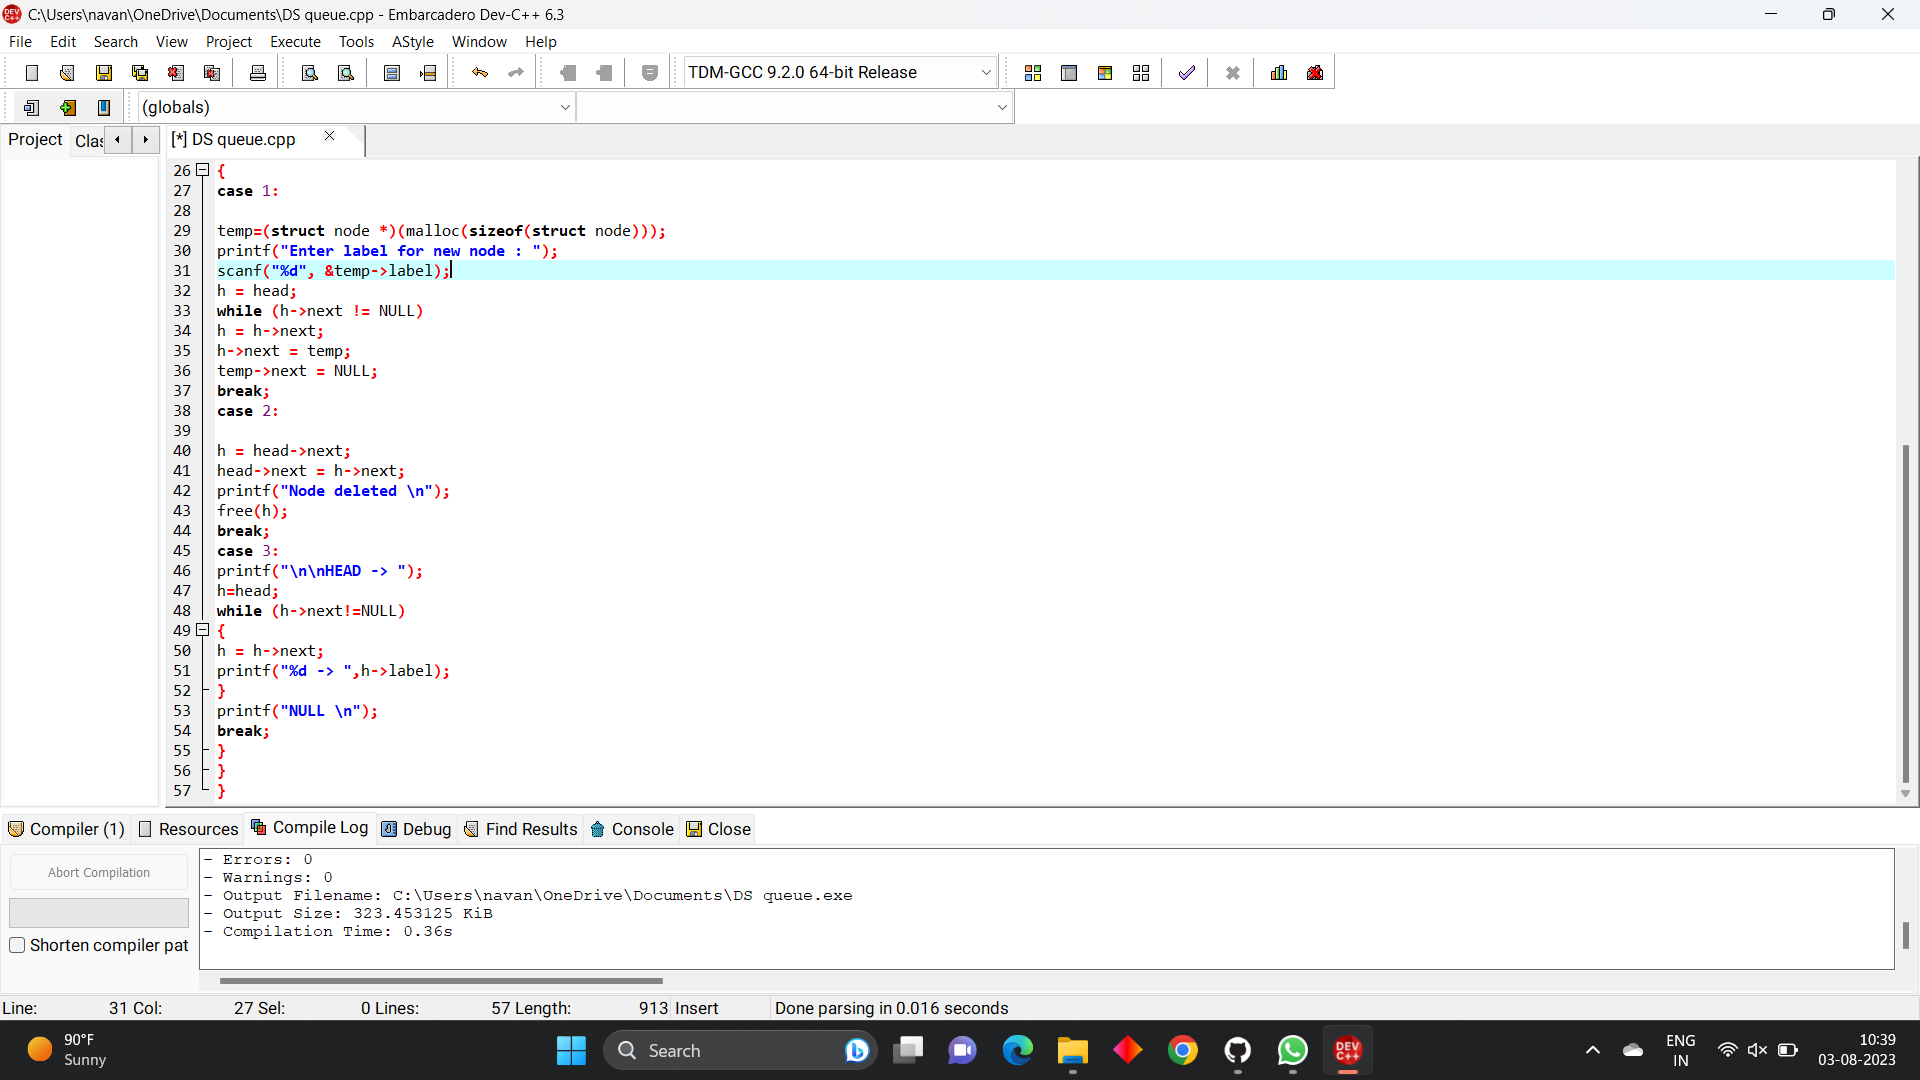 C:\Users\navan\OneDrive\Documents\DS queue.cpp - Embarcadero Dev-C++ 6.3
File Edit Search View Project Execute Tools AStyle Window Help
TDM-GCC 9.2.0 64-bit Release
(globals)
Project Clas [*] DS queue.cpp
26 {
27 case 1:
28
29 temp=(struct node *)(malloc(sizeof(struct node)));
30 printf("Enter label for new node : ");
31 scanf("%d", &temp->label);
32 h = head;
33 while (h->next != NULL)
34 h = h->next;
35 h->next = temp;
36 temp->next = NULL;
37 break;
38 case 2:
39
40 h = head->next;
41 head->next = h->next;
42 printf("Node deleted \n");
43 free(h);
44 break;
45 case 3:
46 printf("\n\nHEAD -> ");
47 h=head;
48 while (h->next!=NULL)
49 {
50 h = h->next;
51 printf("%d -> ",h->label);
52 }
53 printf("NULL \n");
54 break;
55 }
56 }
57 }
Compiler (1) Resources Compile Log Debug Find Results Console Close
Abort Compilation
Shorten compiler pat
- Errors: 0
- Warnings: 0
- Output Filename: C:\Users\navan\OneDrive\Documents\DS queue.exe
- Output Size: 323.453125 KiB
- Compilation Time: 0.36s
Line: 31 Col: 27 Sel: 0 Lines: 57 Length: 913 Insert Done parsing in 0.016 seconds
90°F
Sunny
Search
DEV
C++
ENG
IN
10:39
03-08-2023